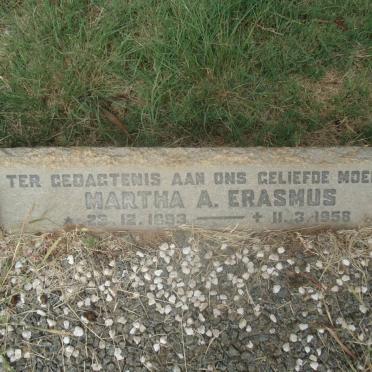 TER GEDAGTENIS AAN ONS GELIEFDE MOE
MARTHA A. ERASMUS
* 23.12.1893 — + 11.3.1958